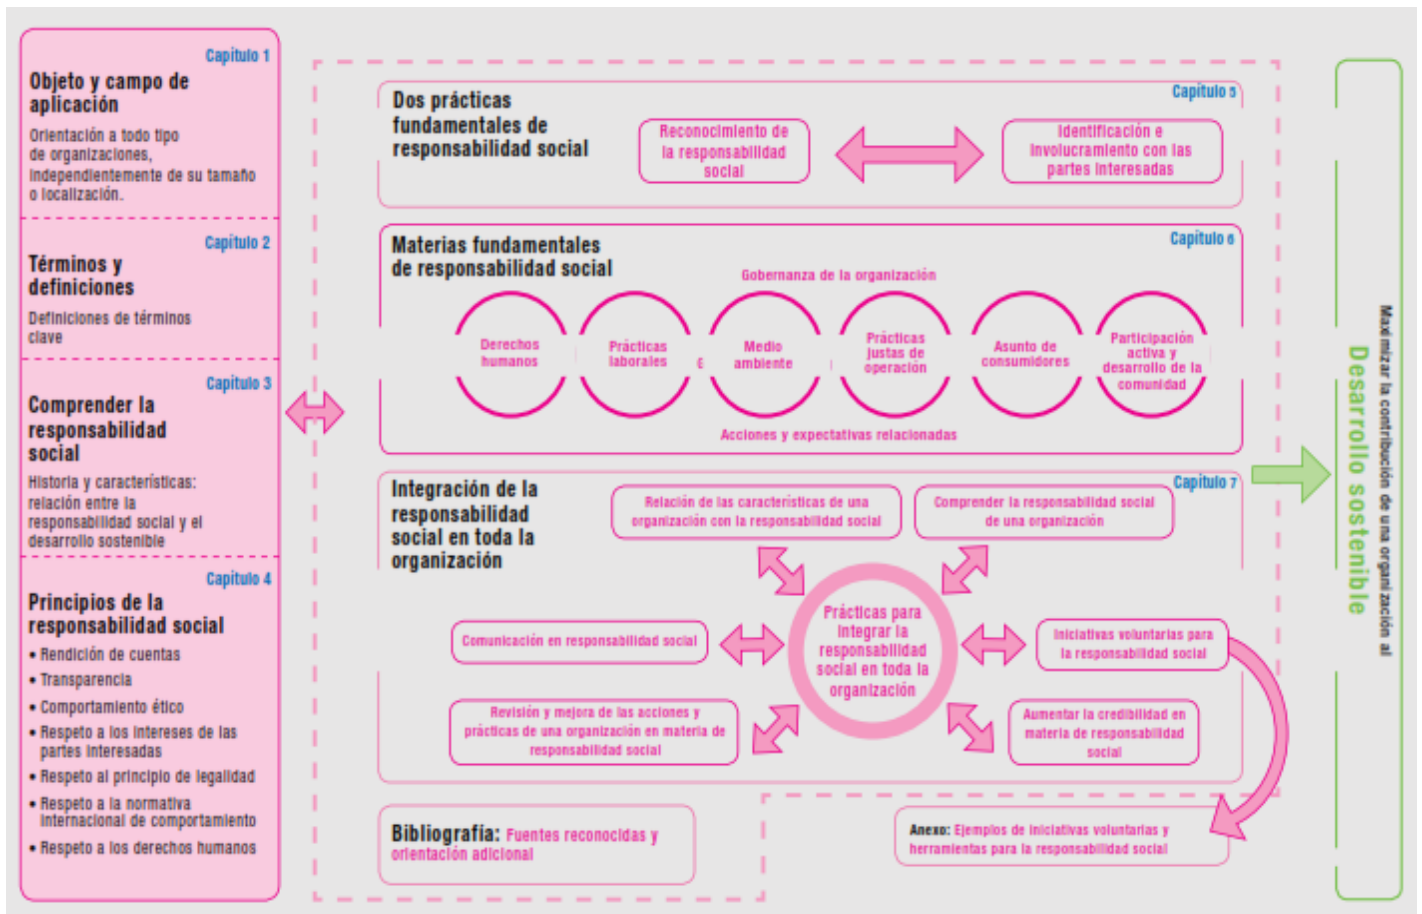 Capítulo 1
Objeto y campo de
aplicación
Orientación a todo tipo
de organizaciones,
independientemente de su tamaño
o localización.
Capítulo 2
Términos y
definiciones
Definiciones de términos
clave
Capítulo 3
Comprender la
responsabilidad
social
Historia y características:
relación entre la
responsabilidad social y el
desarrollo sostenible
Capítulo 4
Principios de la
responsabilidad social
• Rendición de cuentas
• Transparencia
• Comportamiento ético
• Respeto a los intereses de las
partes interesadas
• Respeto al principio de legalidad
• Respeto a la normativa
internacional de comportamiento
• Respeto a los derechos humanos
Capítulo 5
Dos prácticas
fundamentales de
responsabilidad social
Reconocimiento de
la responsabilidad
social
Identificación e
involucramiento con las
partes interesadas
Capítulo 6
Materias fundamentales
de responsabilidad social
Gobernanza de la organización
Derechos
humanos
Prácticas
laborales
Medio
ambiente
Prácticas
justas de
operación
Asunto de
consumidores
Participación
activa y
desarrollo de la
comunidad
Acciones y expectativas relacionadas
Capítulo 7
Integración de la
responsabilidad
social en toda la
organización
Relación de las características de una
organización con la responsabilidad social
Comprender la responsabilidad social
de una organización
Comunicación en responsabilidad social
Prácticas para
integrar la
responsabilidad
social en toda la
organización
Iniciativas voluntarias para
la responsabilidad social
Revisión y mejora de las acciones y
prácticas de una organización en materia de
responsabilidad social
Aumentar la credibilidad en
materia de responsabilidad
social
Bibliografía: Fuentes reconocidas y
orientación adicional
Anexo: Ejemplos de iniciativas voluntarias y
herramientas para la responsabilidad social
Maximizar la contribución de una organización al
Desarrollo sostenible